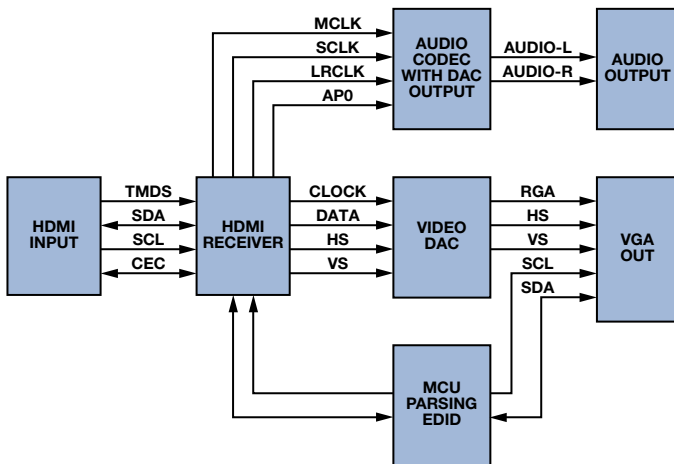 MCLK
SCLK
LRCLK
AP0
AUDIO
CODEC
WITH DAC
OUTPUT
AUDIO-L
AUDIO-R
AUDIO
OUTPUT
HDMI
INPUT
TMDS
SDA
SCL
CEC
HDMI
RECEIVER
CLOCK
DATA
HS
VS
VIDEO
DAC
RGA
HS
VS
SCL
SDA
VGA
OUT
MCU
PARSING
EDID